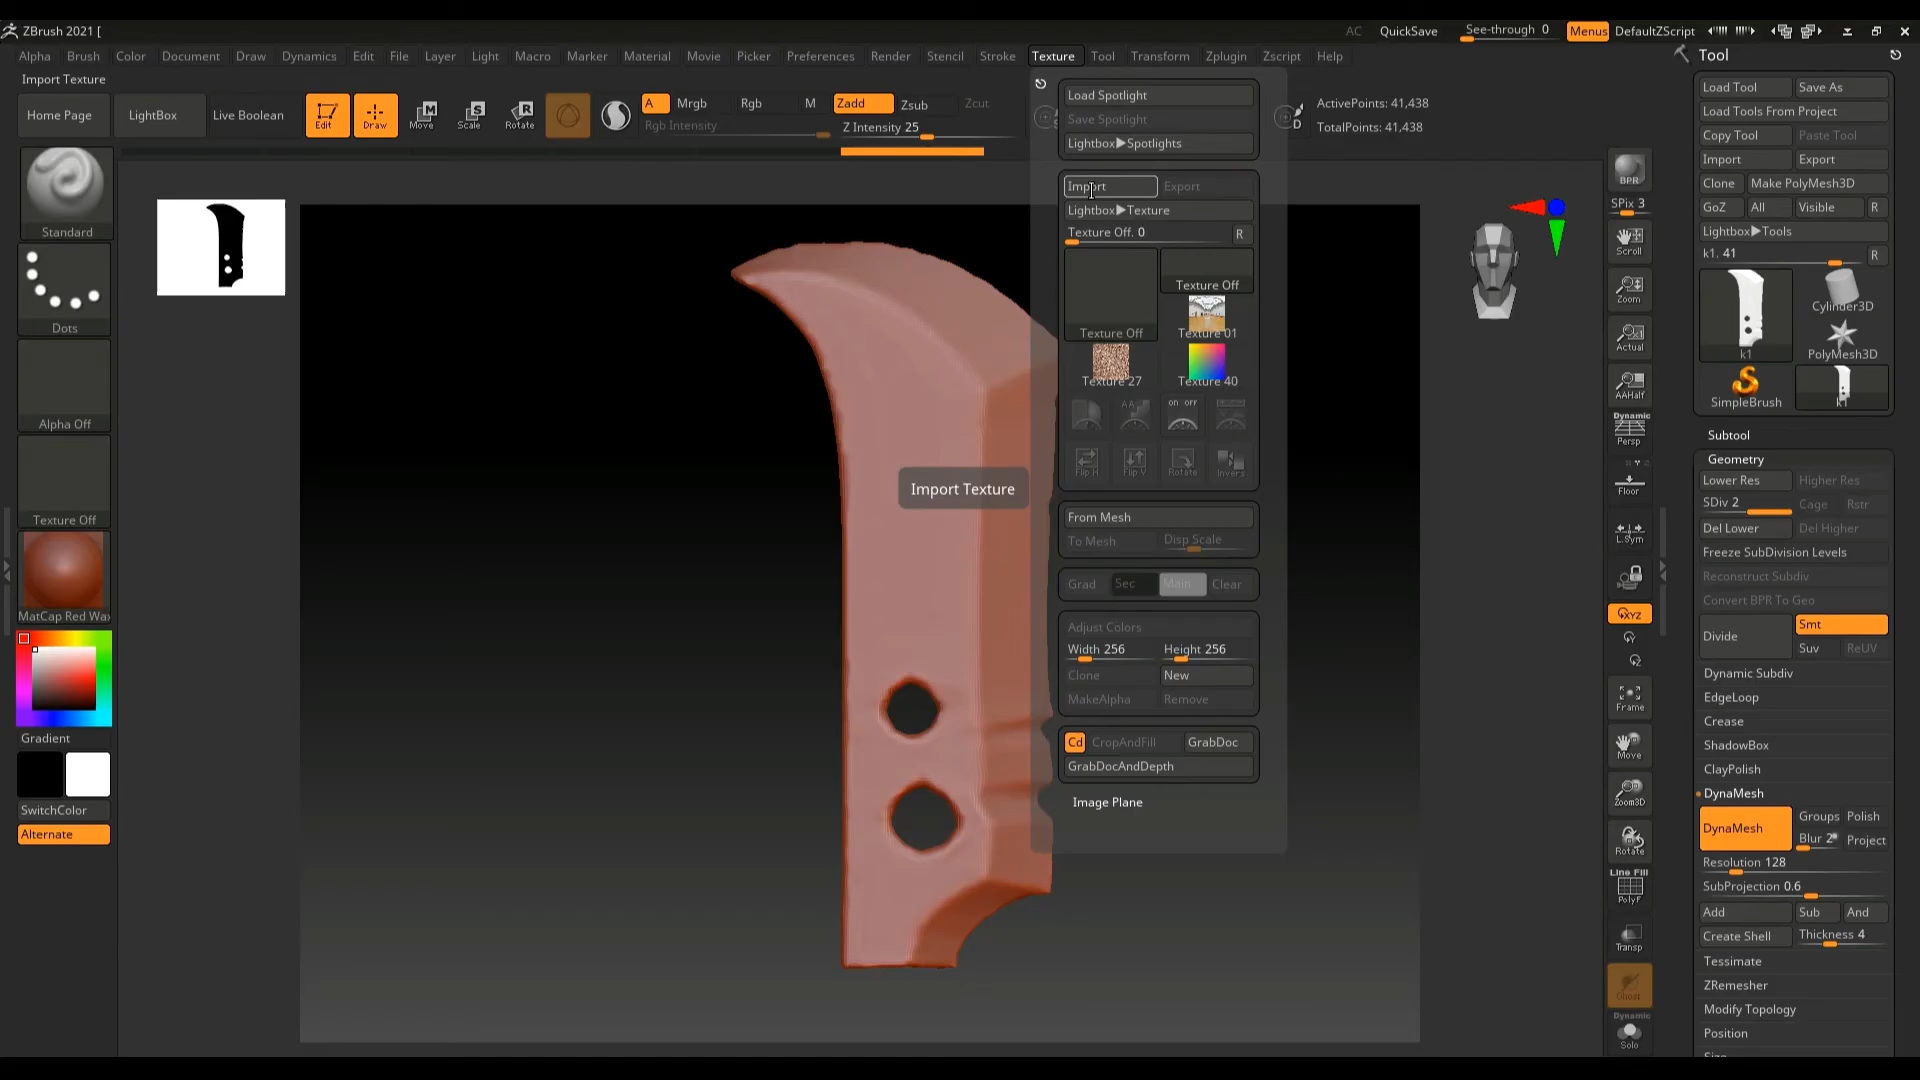 ZBrush 2021 [
AC
QuickSave
See-through 0
Menus
DefaultZScript
Alpha Brush Color Document Draw Dynamics Edit File Layer Light Macro Marker Material Movie Picker Preferences Render Stencil Stroke Texture Tool Transform Zplugin Zscript Help
Import Texture
Home Page
LightBox
Live Boolean
Edit
Draw
Move
Scale
Rotate
A
Mrgb
Rgb
M
Rgb Intensity
Zadd
Zsub
Zcut
Z Intensity 25
D
ActivePoints: 41,438
TotalPoints: 41,438
Standard
Dots
Alpha Off
Texture Off
MatCap Red Wax
Gradient
SwitchColor
Alternate
Load Spotlight
Save Spotlight
Lightbox▶Spotlights
Import
Export
Lightbox▶Texture
Texture Off. 0
R
Texture Off
Texture Off
Texture 01
Texture 27
Texture 40
on off
Flip H
Flip V
Rotate
Invers
From Mesh
To Mesh
Disp Scale
Grad
Sec
Main
Clear
Adjust Colors
Width 256
Height 256
Clone
New
MakeAlpha
Remove
Cd
CropAndFill
GrabDoc
GrabDocAndDepth
Image Plane
Import Texture
BPR
SPix 3
Scroll
Zoom
Actual
AAHalf
Dynamic
Persp
Floor
L.Sym
XYZ
Frame
Move
Zoom3D
Rotate
Line Fill
PolyF
Transp
Ghost
Dynamic
Solo
Tool
Load Tool
Save As
Load Tools From Project
Copy Tool
Paste Tool
Import
Export
Clone
Make PolyMesh3D
GoZ
All
Visible
R
Lightbox▶Tools
k1. 41
R
k1
Cylinder3D
PolyMesh3D
SimpleBrush
k1
Subtool
Geometry
Lower Res
Higher Res
SDiv 2
Cage
Rstr
Del Lower
Del Higher
Freeze SubDivision Levels
Reconstruct Subdiv
Convert BPR To Geo
Divide
Smt
Suv
ReUV
Dynamic Subdiv
EdgeLoop
Crease
ShadowBox
ClayPolish
DynaMesh
DynaMesh
Groups
Polish
Blur 2
Project
Resolution 128
SubProjection 0.6
Add
Sub
And
Create Shell
Thickness 4
Tessimate
ZRemesher
Modify Topology
Position
Size